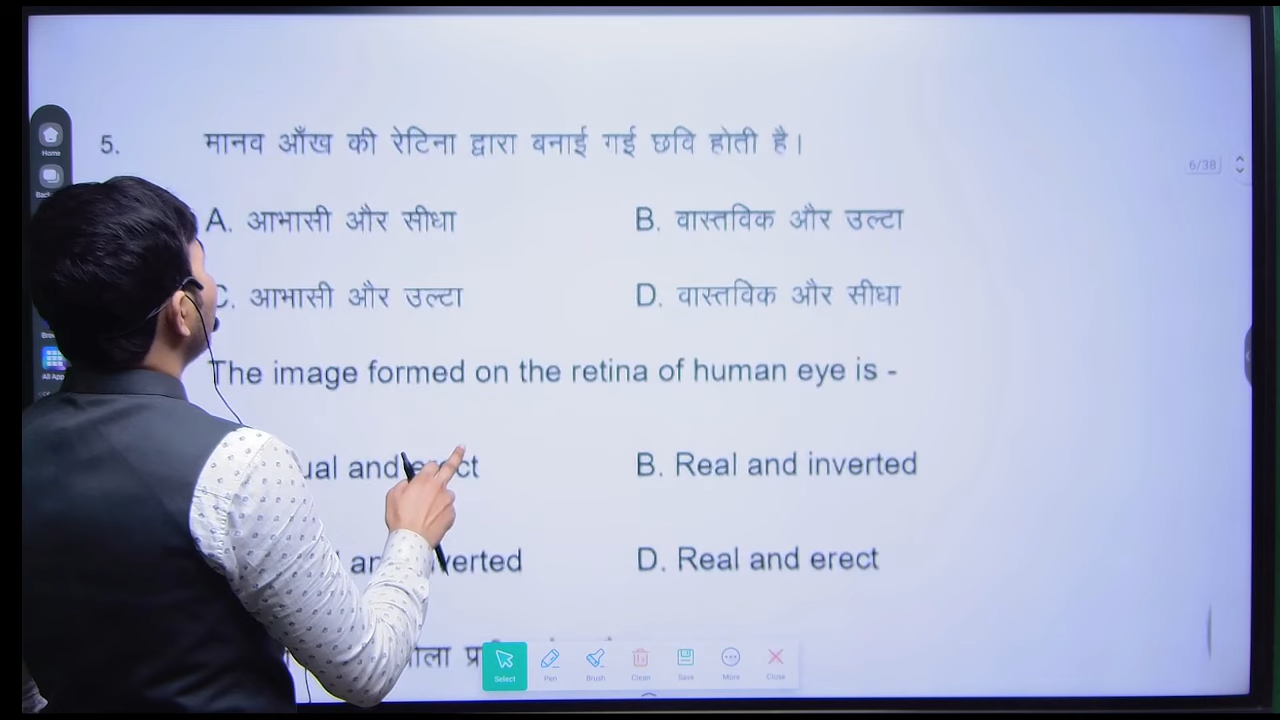 Home
6/38
5. मानव आँख की रेटिना द्वारा बनाई गई छवि होती है।
A. आभासी और सीधा B. वास्तविक और उल्टा
C. आभासी और उल्टा D. वास्तविक और सीधा
The image formed on the retina of human eye is -
and B. Real and inverted
D. Real and erect
Select Pen Brush Clean Save More Close